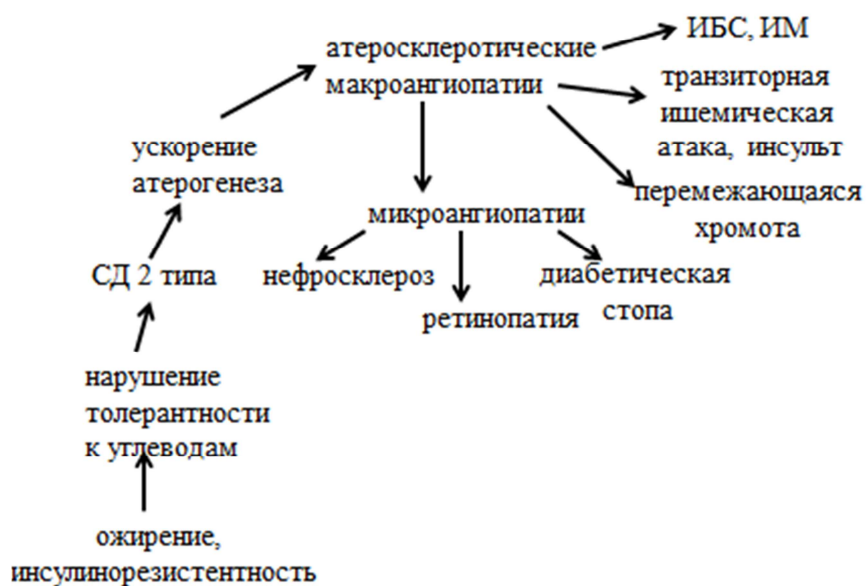 атеросклеротические
макроангиопатии
ИБС, ИМ
транзиторная
ишемическая
атака, инсульт
перемежающаяся
хромота
ускорение
атерогенеза
микроангиопатии
СД 2 типа
нефросклероз
ретинопатия
диабетическая
стопа
нарушение
толерантности
к углеводам
ожирение,
инсулинорезистентность